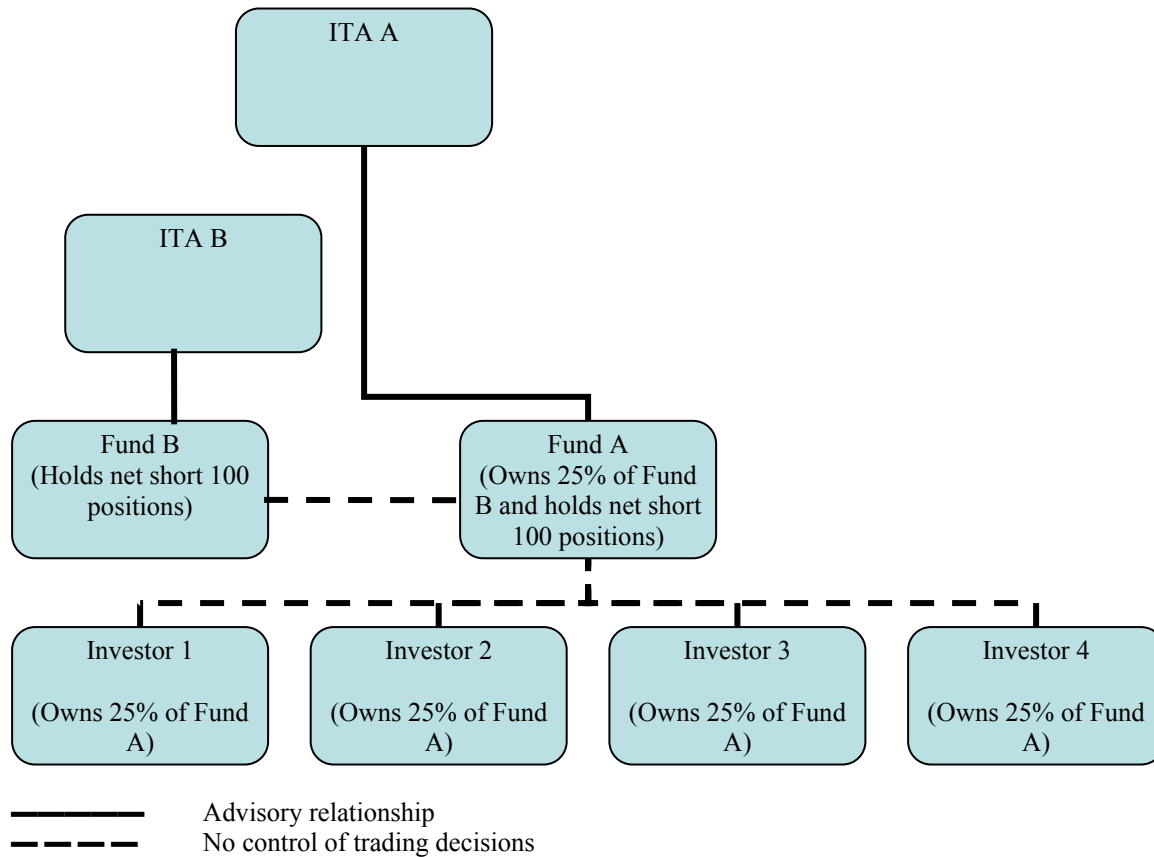 ITA A
ITA B
Fund B
(Holds net short 100
positions)
Fund A
(Owns 25% of Fund
B and holds net short
100 positions)
Investor 1
(Owns 25% of Fund
A)
Investor 2
(Owns 25% of Fund
A)
Investor 3
(Owns 25% of Fund
A)
Investor 4
(Owns 25% of Fund
A)
Advisory relationship
No control of trading decisions